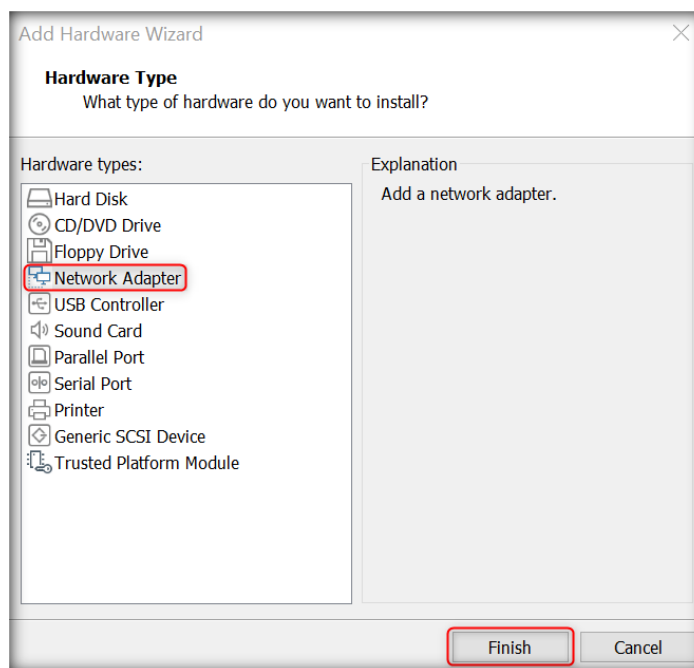 Add Hardware Wizard
Hardware Type
What type of hardware do you want to install?
Hardware types:
Hard Disk
CD/DVD Drive
Floppy Drive
Network Adapter
USB Controller
Sound Card
Parallel Port
Serial Port
Printer
Generic SCSI Device
Trusted Platform Module
Explanation
Add a network adapter.
Finish
Cancel